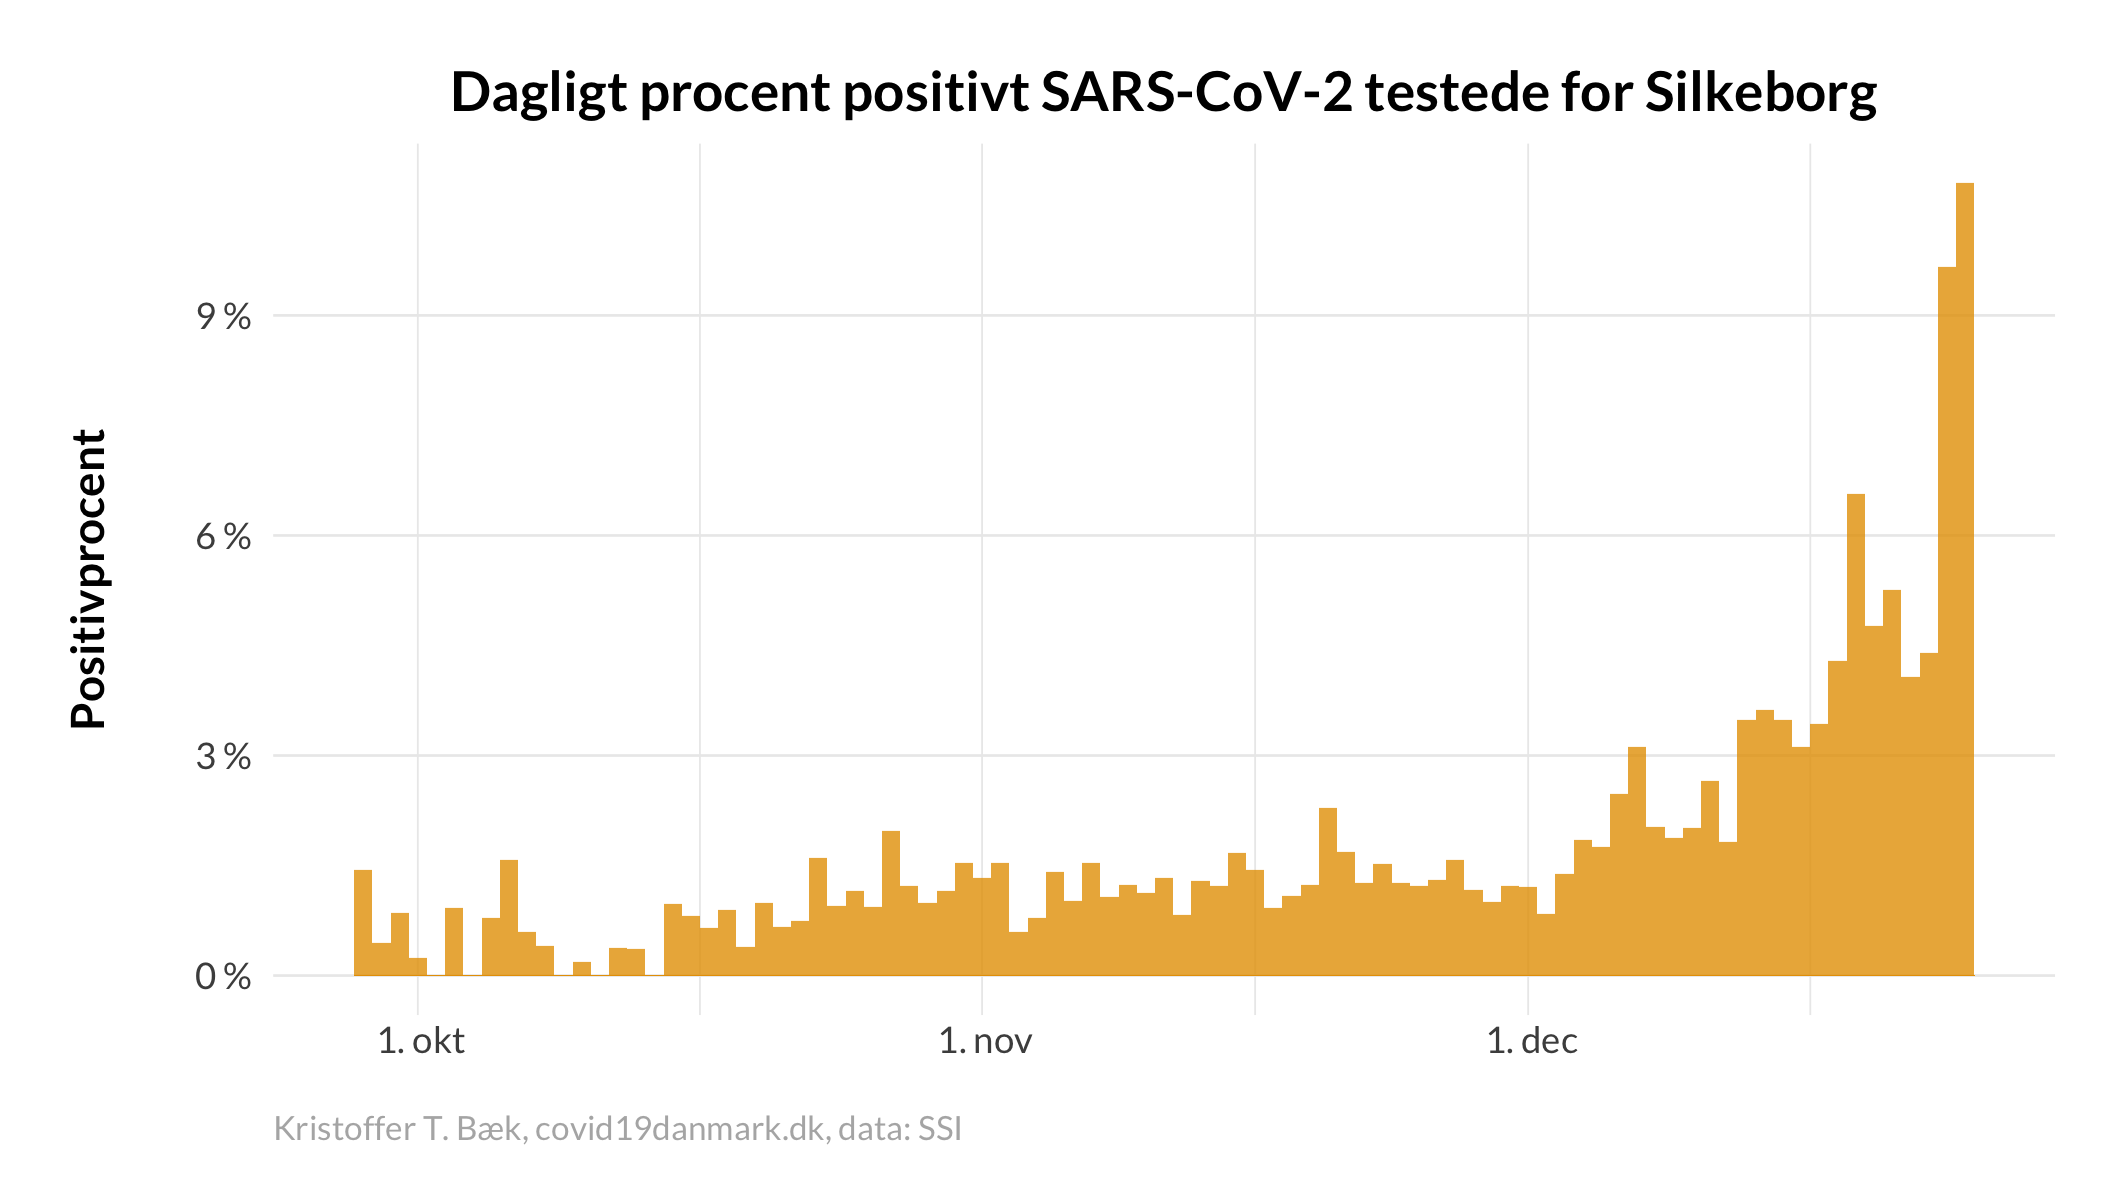 Dagligt procent positivt SARS-CoV-2 testede for Silkeborg
Positivprocent
9 %
6 %
3 %
0 %
1. okt
1. nov
1. dec
Kristoffer T. Bæk, covid19danmark.dk, data: SSI